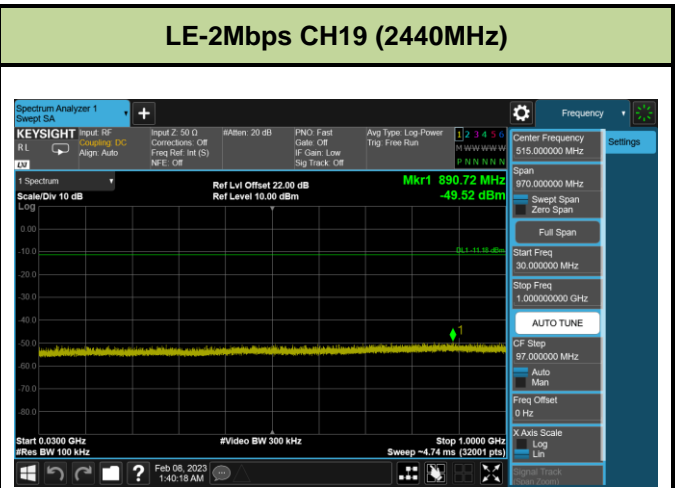 LE-2Mbps CH19 (2440MHz)
Spectrum Analyzer 1
Swept SA
+
Frequency
KEYSIGHT
RL
LXI
Input: RF
Coupling: DC
Align: Auto
Input Z: 50 Ω
Corrections: Off
Freq Ref: Int (S)
NFE: Off
#Atten: 20 dB
PNO: Fast
Gate: Off
IF Gain: Low
Sig Track: Off
Avg Type: Log-Power
Trig: Free Run
1 2 3 4 5 6
M W W W W W
P N N N N N
Center Frequency
515.000000 MHz
Settings
Span
970.000000 MHz
Swept Span
Zero Span
Full Span
Start Freq
30.000000 MHz
Stop Freq
1.000000000 GHz
AUTO TUNE
CF Step
97.000000 MHz
Auto
Man
Freq Offset
0 Hz
X Axis Scale
Log
Lin
Signal Track
(Span Zoom)
1 Spectrum
Scale/Div 10 dB
Log
Ref Lvl Offset 22.00 dB
Ref Level 10.00 dBm
Mkr1 890.72 MHz
-49.52 dBm
0.00
DL1 -11.18 dBm
-10.0
-20.0
-30.0
-40.0
1
-50.0
-60.0
-70.0
-80.0
Start 0.0300 GHz
#Res BW 100 kHz
#Video BW 300 kHz
Stop 1.0000 GHz
Sweep ~4.74 ms (32001 pts)
?
Feb 08, 2023
1:40:18 AM